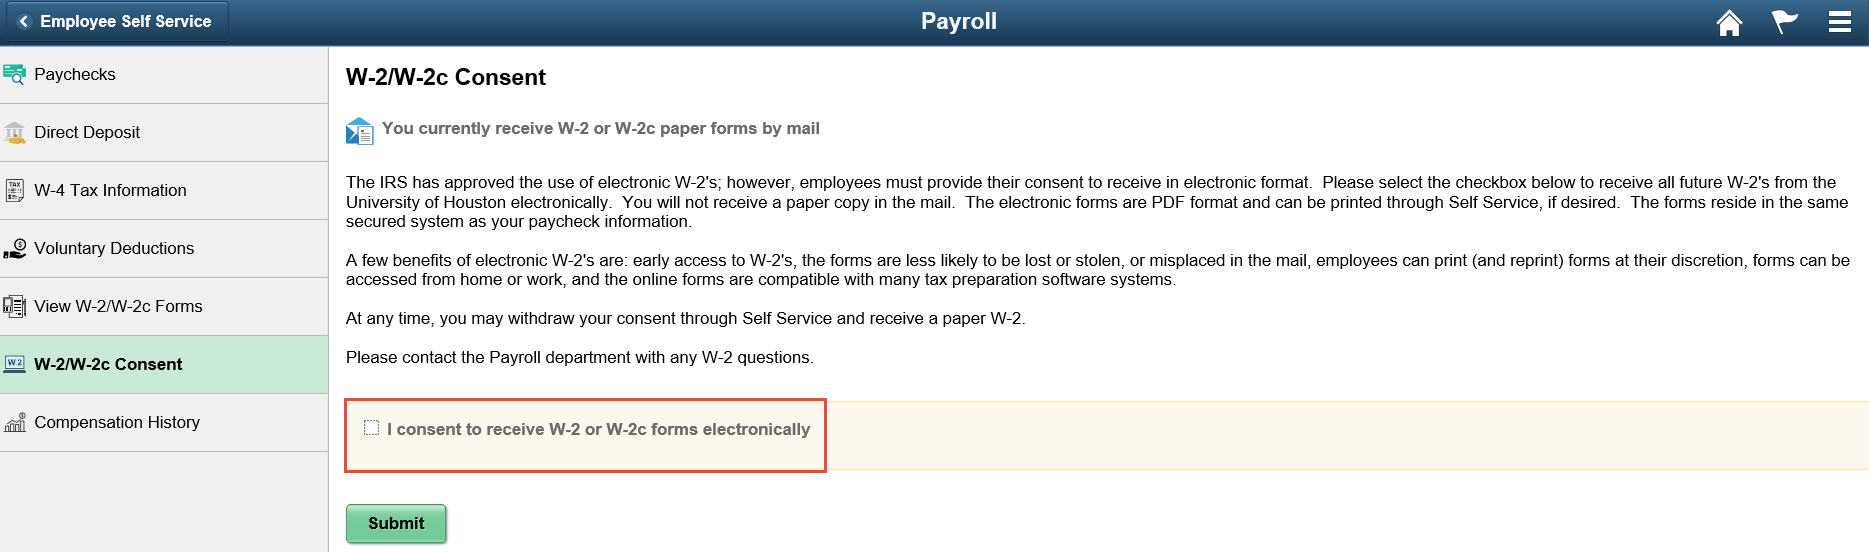 Employee Self Service
Payroll
Paychecks
Direct Deposit
TAX
W-4 Tax Information
Voluntary Deductions
View W-2/W-2c Forms
W2
W-2/W-2c Consent
Compensation History
W-2/W-2c Consent
You currently receive W-2 or W-2c paper forms by mail
The IRS has approved the use of electronic W-2's; however, employees must provide their consent to receive in electronic format.  Please select the checkbox below to receive all future W-2's from the
University of Houston electronically.  You will not receive a paper copy in the mail.  The electronic forms are PDF format and can be printed through Self Service, if desired.  The forms reside in the same
secured system as your paycheck information.
A few benefits of electronic W-2's are: early access to W-2's, the forms are less likely to be lost or stolen, or misplaced in the mail, employees can print (and reprint) forms at their discretion, forms can be
accessed from home or work, and the online forms are compatible with many tax preparation software systems.
At any time, you may withdraw your consent through Self Service and receive a paper W-2.
Please contact the Payroll department with any W-2 questions.
I consent to receive W-2 or W-2c forms electronically
Submit